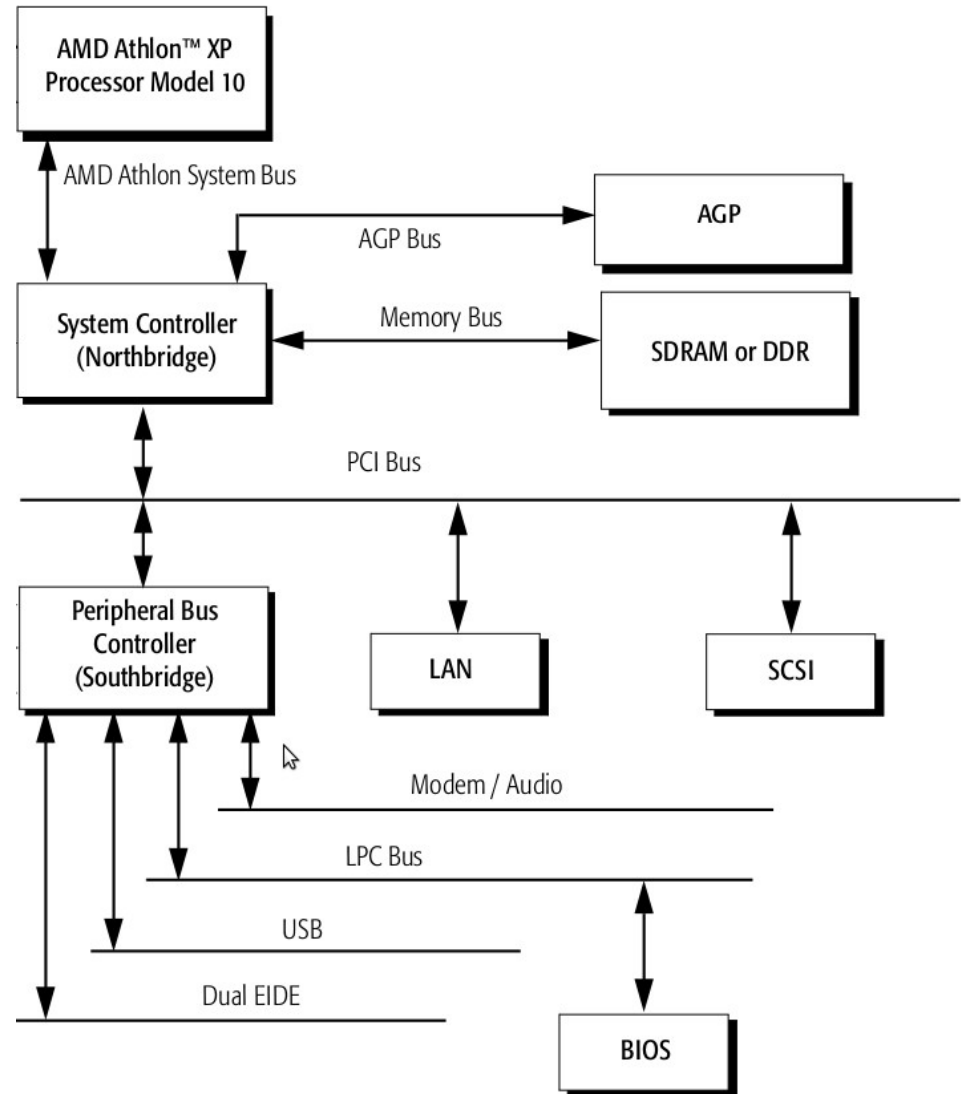 AMD Athlon™ XP
Processor Model 10
AMD Athlon System Bus
AGP
AGP Bus
System Controller
(Northbridge)
Memory Bus
SDRAM or DDR
PCI Bus
Peripheral Bus
Controller
(Southbridge)
LAN
SCSI
Modem / Audio
LPC Bus
USB
Dual EIDE
BIOS